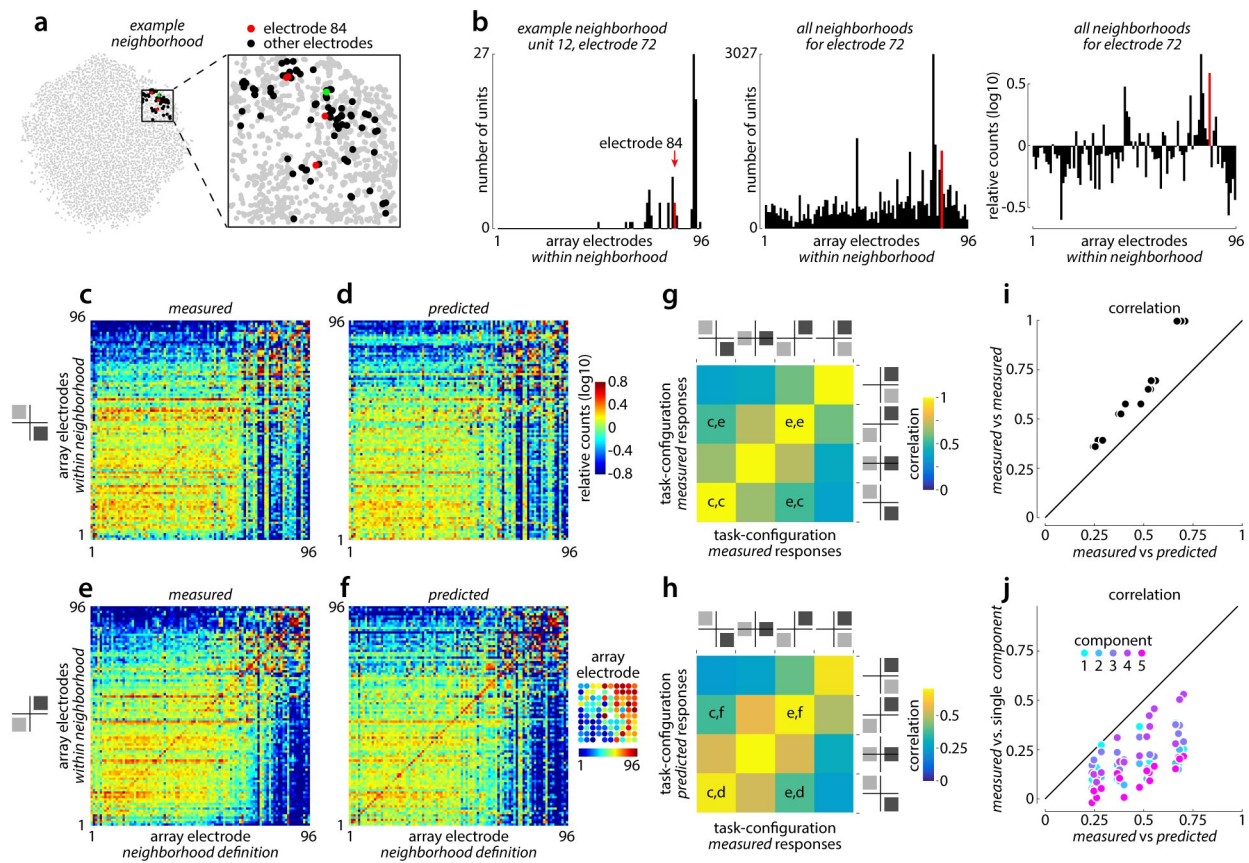 a
example
neighborhood
electrode 84
other electrodes
b
example neighborhood
unit 12, electrode 72
27
number of units
0
electrode 84
1
96
array electrodes
within neighborhood
all neighborhoods
for electrode 72
3027
number of units
0
1
96
array electrodes
within neighborhood
all neighborhoods
for electrode 72
relative counts (log10)
0.5
0
-0.5
1
96
array electrodes
within neighborhood
c
measured
96
array electrodes
within neighborhood
1
1
96
d
predicted
96
1
1
96
relative counts (log10)
0.8
0.4
0
-0.4
-0.8
g
task-configuration
measured responses
c,e
e,e
c,c
e,c
task-configuration
measured responses
correlation
1
0.5
0
i
correlation
measured vs measured
1
0.75
0.5
0.25
0
0
0.25
0.5
0.75
1
measured vs predicted
e
measured
96
array electrodes
within neighborhood
1
1
96
array electrode
neighborhood definition
f
predicted
96
1
1
96
array electrode
neighborhood definition
array
electrode
1
96
h
task-configuration
predicted responses
c,f
e,f
c,d
e,d
task-configuration
measured responses
correlation
0.5
0.25
0
j
correlation
measured vs. single component
component
1 2 3 4 5
0.75
0.5
0.25
0
0
0.25
0.5
0.75
1
measured vs predicted